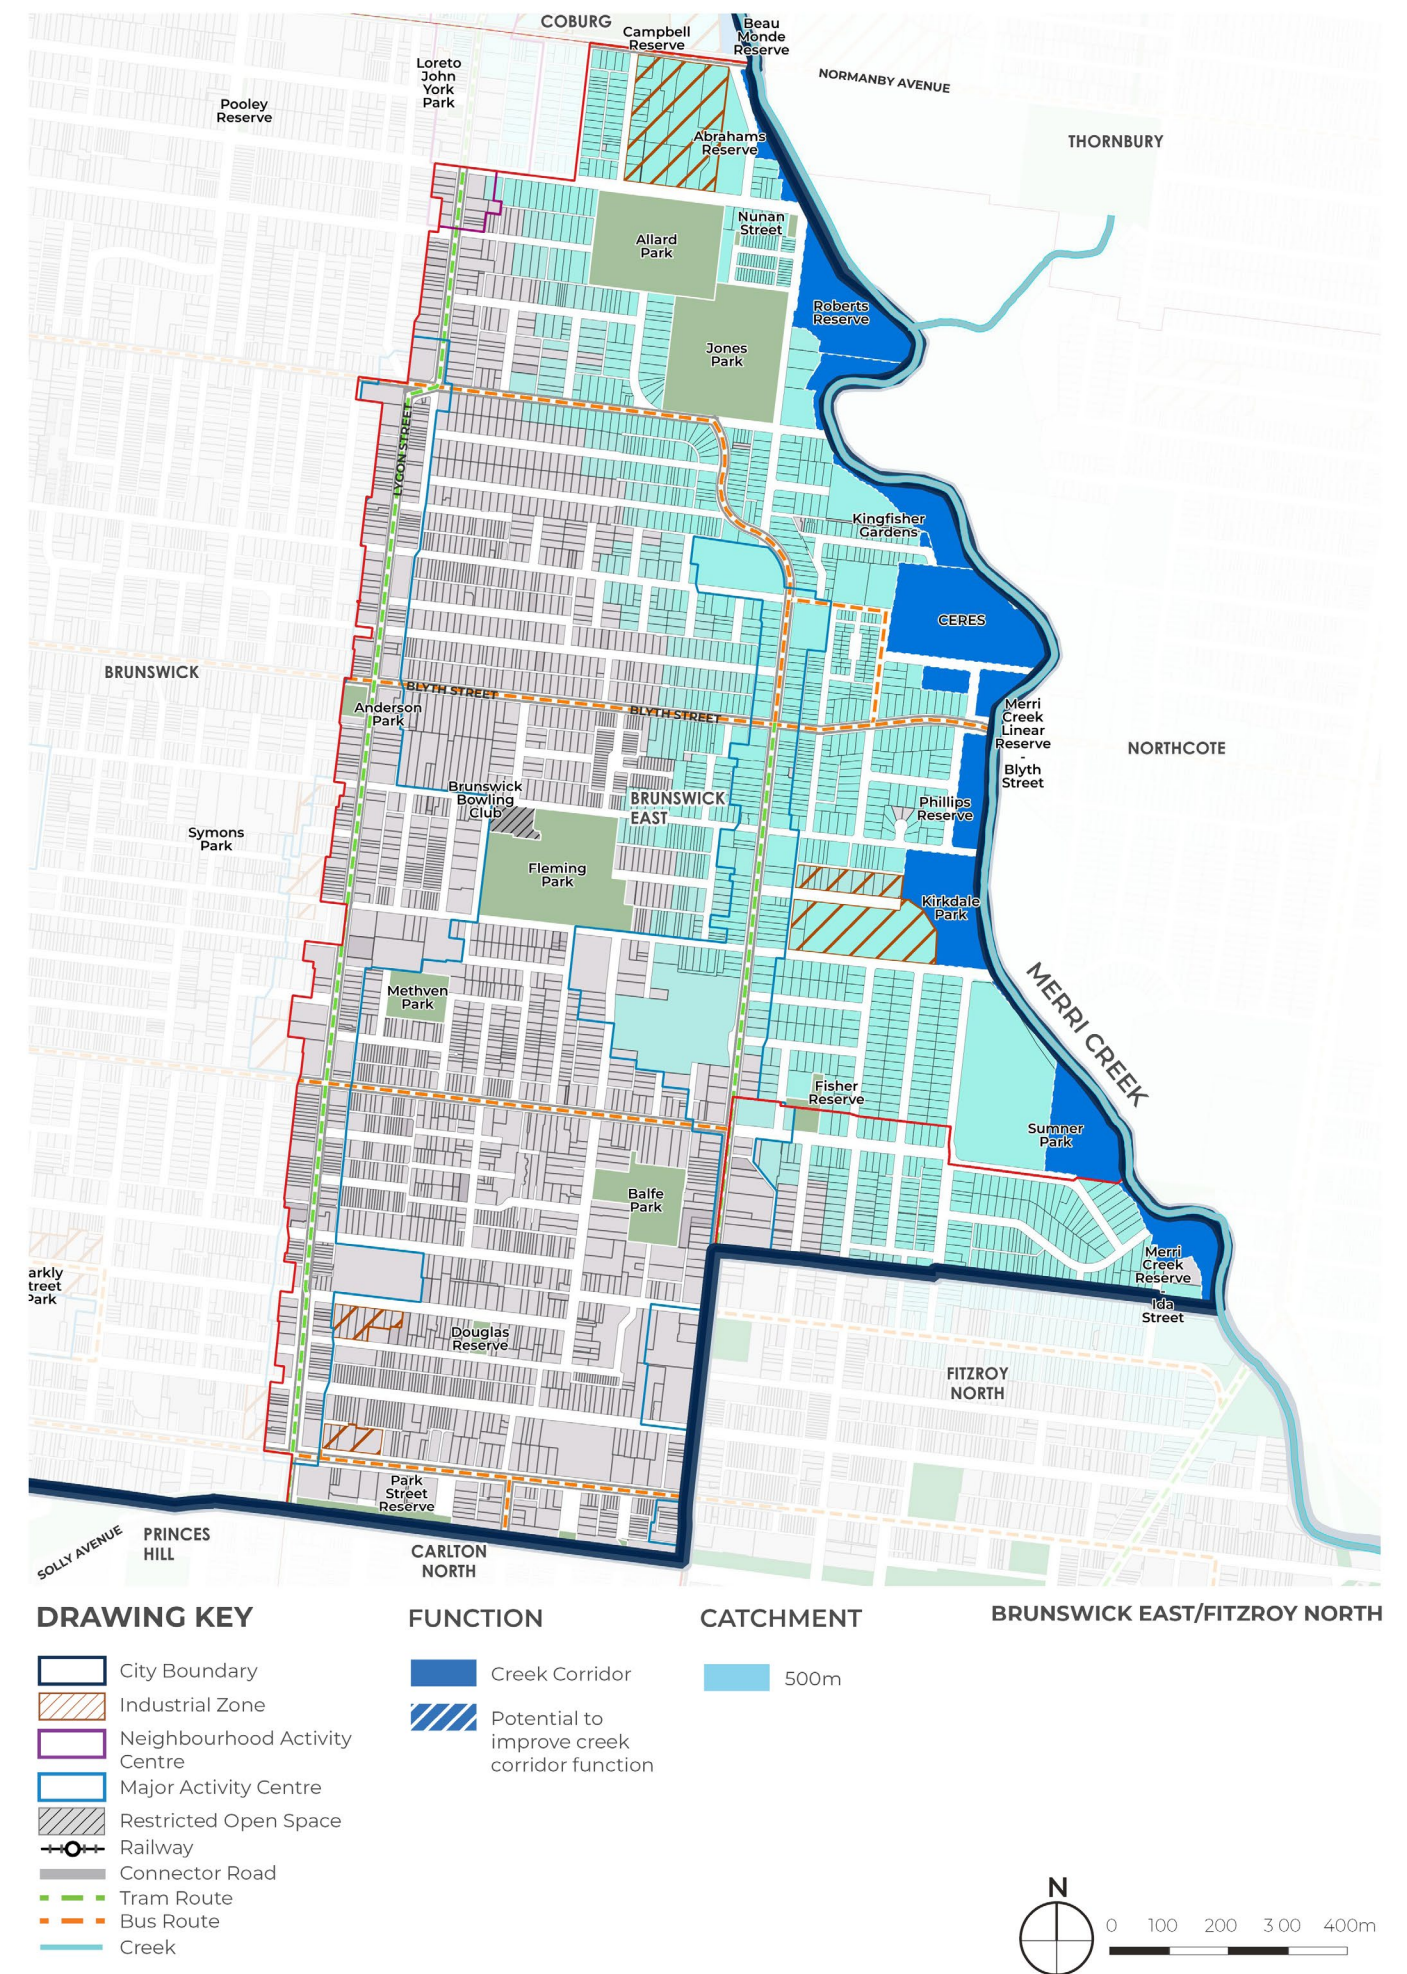 COBURG
Campbell
Reserve
Beau
Monde
Reserve
Loreto
John
York
Park
Pooley
Reserve
NORMANBY AVENUE
THORNBURY
Abrahams
Reserve
Nunan
Street
Allard
Park
Roberts
Reserve
Jones
Park
LYGON STREET
Kingfisher
Gardens
CERES
BRUNSWICK
BLYTH STREET
BLYTH STREET
Anderson
Park
Merri
Creek
Linear
Reserve
-
Blyth
Street
NORTHCOTE
Brunswick
Bowling
Club
BRUNSWICK
EAST
Phillips
Reserve
Symons
Park
Fleming
Park
Kirkdale
Park
Methven
Park
MERRI CREEK
Fisher
Reserve
Sumner
Park
Balfe
Park
Merri
Creek
Reserve
-
Ida
Street
arkly
treet
Park
Douglas
Reserve
FITZROY
NORTH
Park
Street
Reserve
SOLLY AVENUE
PRINCES
HILL
CARLTON
NORTH
DRAWING KEY
City Boundary
Industrial Zone
Neighbourhood Activity
Centre
Major Activity Centre
Restricted Open Space
Railway
Connector Road
Tram Route
Bus Route
Creek
FUNCTION
Creek Corridor
Potential to
improve creek
corridor function
CATCHMENT
500m
BRUNSWICK EAST/FITZROY NORTH
N
0 100 200 3 00 400m